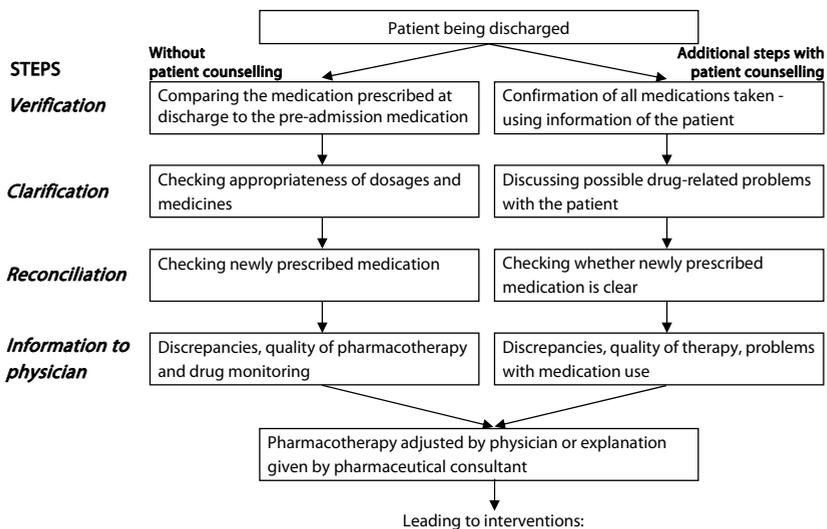 Patient being discharged
Without
patient counselling
Additional steps with
patient counselling
STEPS
Verification
Comparing the medication prescribed at
discharge to the pre-admission medication
Confirmation of all medications taken -
using information of the patient
Clarification
Checking appropriateness of dosages and
medicines
Discussing possible drug-related problems
with the patient
Reconciliation
Checking newly prescribed medication
Checking whether newly prescribed
medication is clear
Information to
physician
Discrepancies, quality of pharmacotherapy
and drug monitoring
Discrepancies, quality of therapy, problems
with medication use
Pharmacotherapy adjusted by physician or explanation
given by pharmaceutical consultant
Leading to interventions: